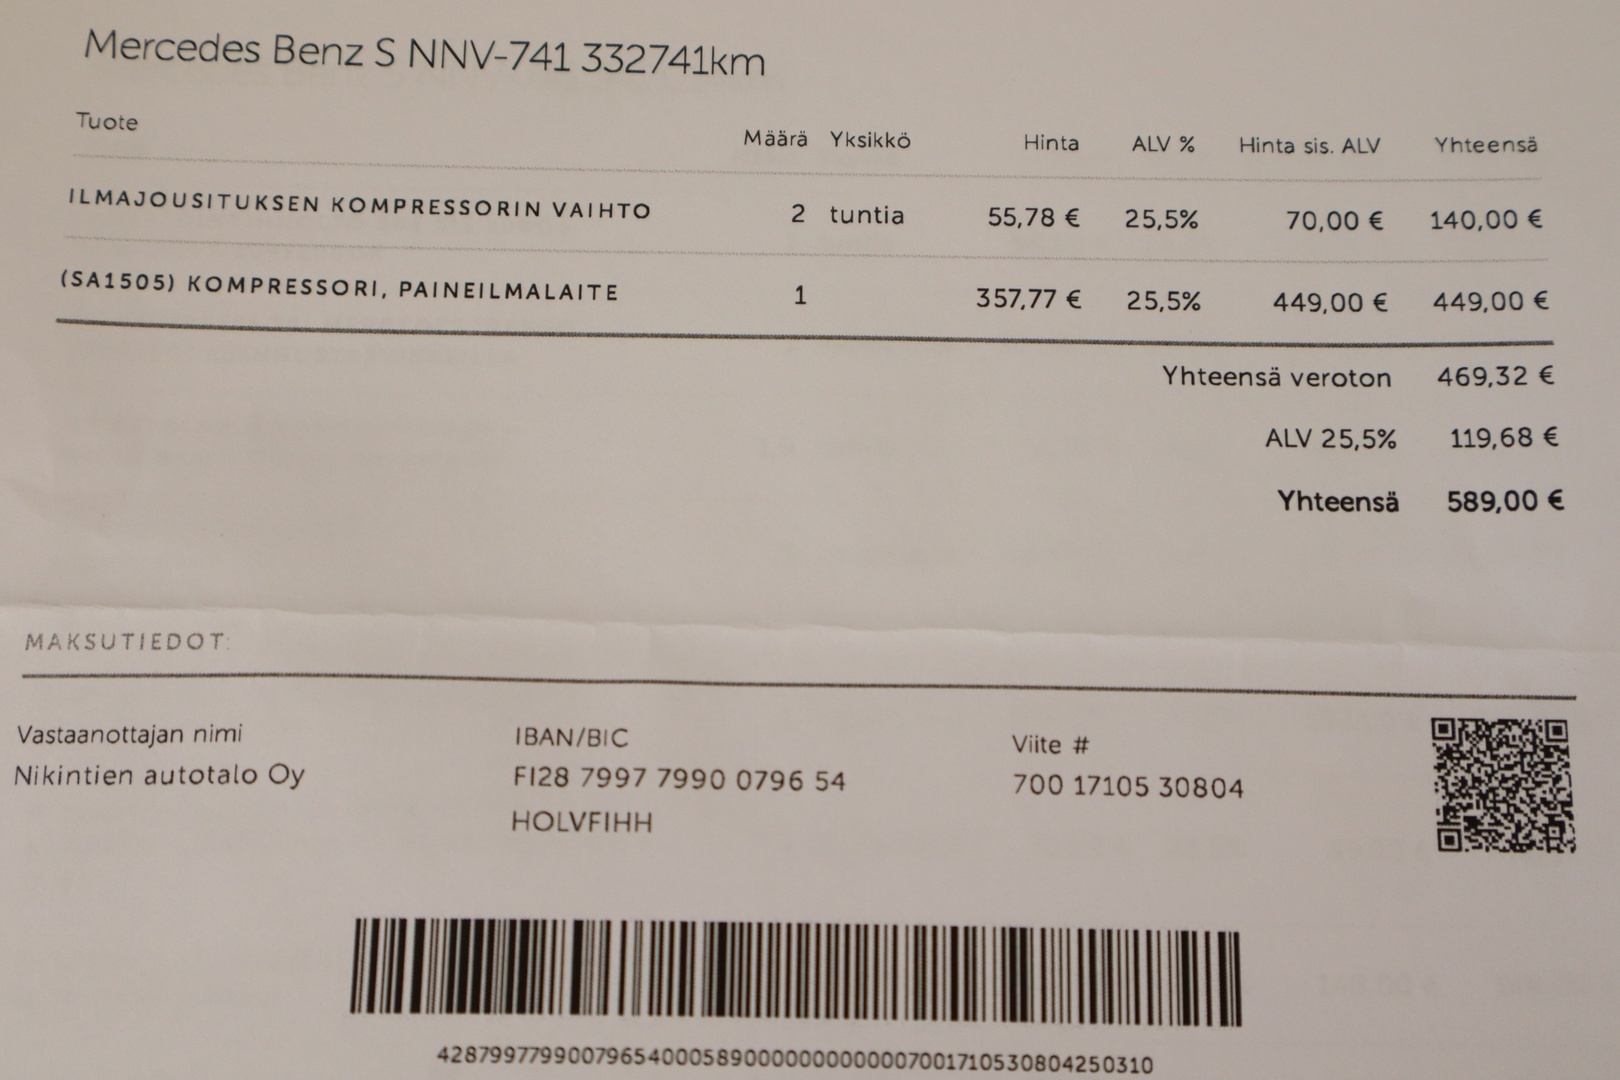 Mercedes Benz S NNV-741 332741km
Tuote Määrä Yksikkö Hinta ALV % Hinta sis. ALV Yhteensä
ILMAJOUSITUKSEN KOMPRESSORIN VAIHTO 2 tuntia 55,78 € 25,5% 70,00 € 140,00 €
(SA1505) KOMPRESSORI, PAINEILMALAITE 1 357,77 € 25,5% 449,00 € 449,00 €
Yhteensä veroton 469,32 €
ALV 25,5% 119,68 €
Yhteensä 589,00 €
MAKSUTIEDOT:
Vastaanottajan nimi IBAN/BIC Viite #
Nikintien autotalo Oy FI28 7997 7990 0796 54 700 17105 30804
HOLVFIHH
428799779900796540005890000000000000700171053080​4250310